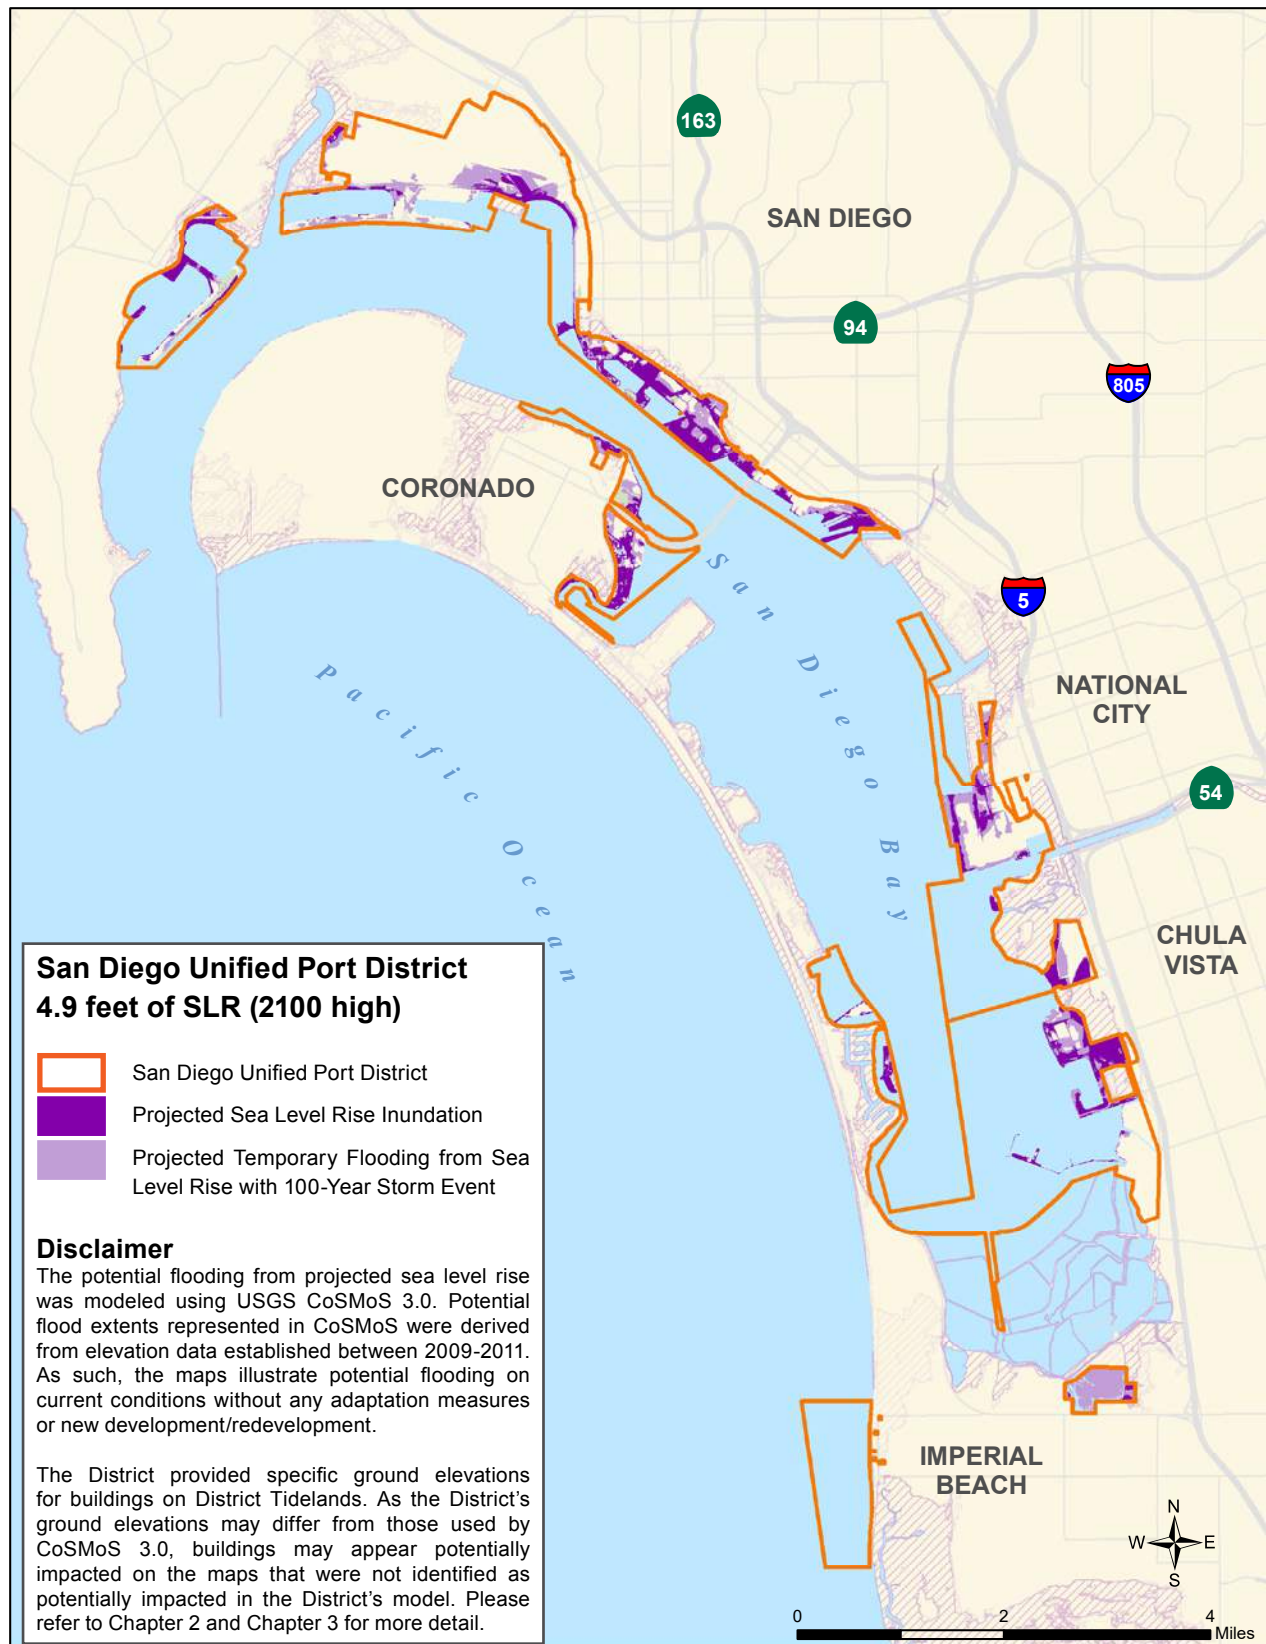 163
SAN DIEGO
94
805
CORONADO
San Diego Bay
5
Pacific Ocean
NATIONAL
CITY
54
CHULA
VISTA
San Diego Unified Port District
4.9 feet of SLR (2100 high)
San Diego Unified Port District
Projected Sea Level Rise Inundation
Projected Temporary Flooding from Sea
Level Rise with 100-Year Storm Event
Disclaimer
The potential flooding from projected sea level rise
was modeled using USGS CoSMoS 3.0. Potential
flood extents represented in CoSMoS were derived
from elevation data established between 2009-2011.
As such, the maps illustrate potential flooding on
current conditions without any adaptation measures
or new development/redevelopment.
The District provided specific ground elevations
for buildings on District Tidelands. As the District’s
ground elevations may differ from those used by
CoSMoS 3.0, buildings may appear potentially
impacted on the maps that were not identified as
potentially impacted in the District’s model. Please
refer to Chapter 2 and Chapter 3 for more detail.
IMPERIAL
BEACH
N
W E
S
0 2 4
Miles